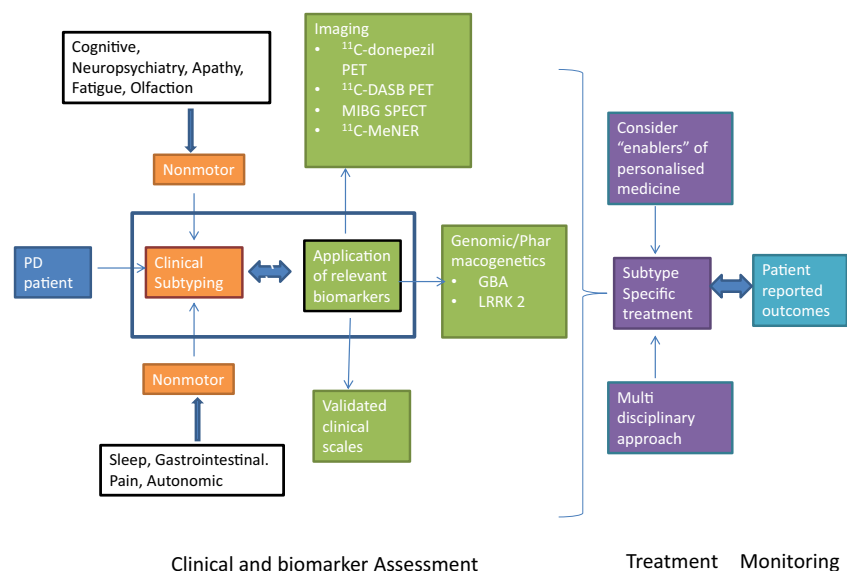 Cognitive,
Neuropsychiatry, Apathy,
Fatigue, Olfaction
Nonmotor
Imaging
• ¹¹C-donepezil
PET
• ¹¹C-DASB PET
• MIBG SPECT
• ¹¹C-MeNER
PD
patient
Clinical
Subtyping
Application
of relevant
biomarkers
Genomic/Phar
macogenetics
• GBA
• LRRK 2
Nonmotor
Sleep, Gastrointestinal.
Pain, Autonomic
Validated
clinical
scales
Consider
“enablers” of
personalised
medicine
Subtype
Specific
treatment
Patient
reported
outcomes
Multi
disciplinary
approach
Clinical and biomarker Assessment
Treatment
Monitoring